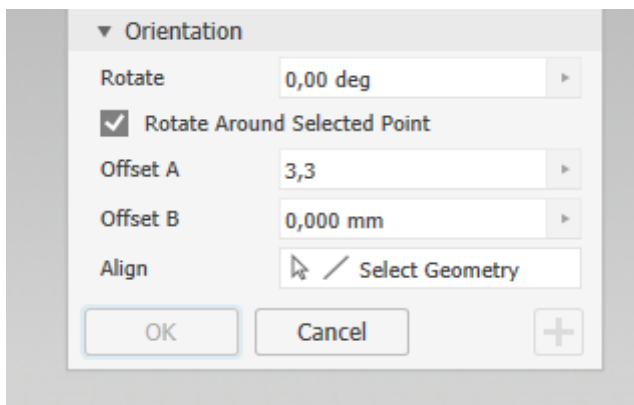 Orientation
Rotate 0,00 deg
Rotate Around Selected Point
Offset A 3,3
Offset B 0,000 mm
Align Select Geometry
OK Cancel